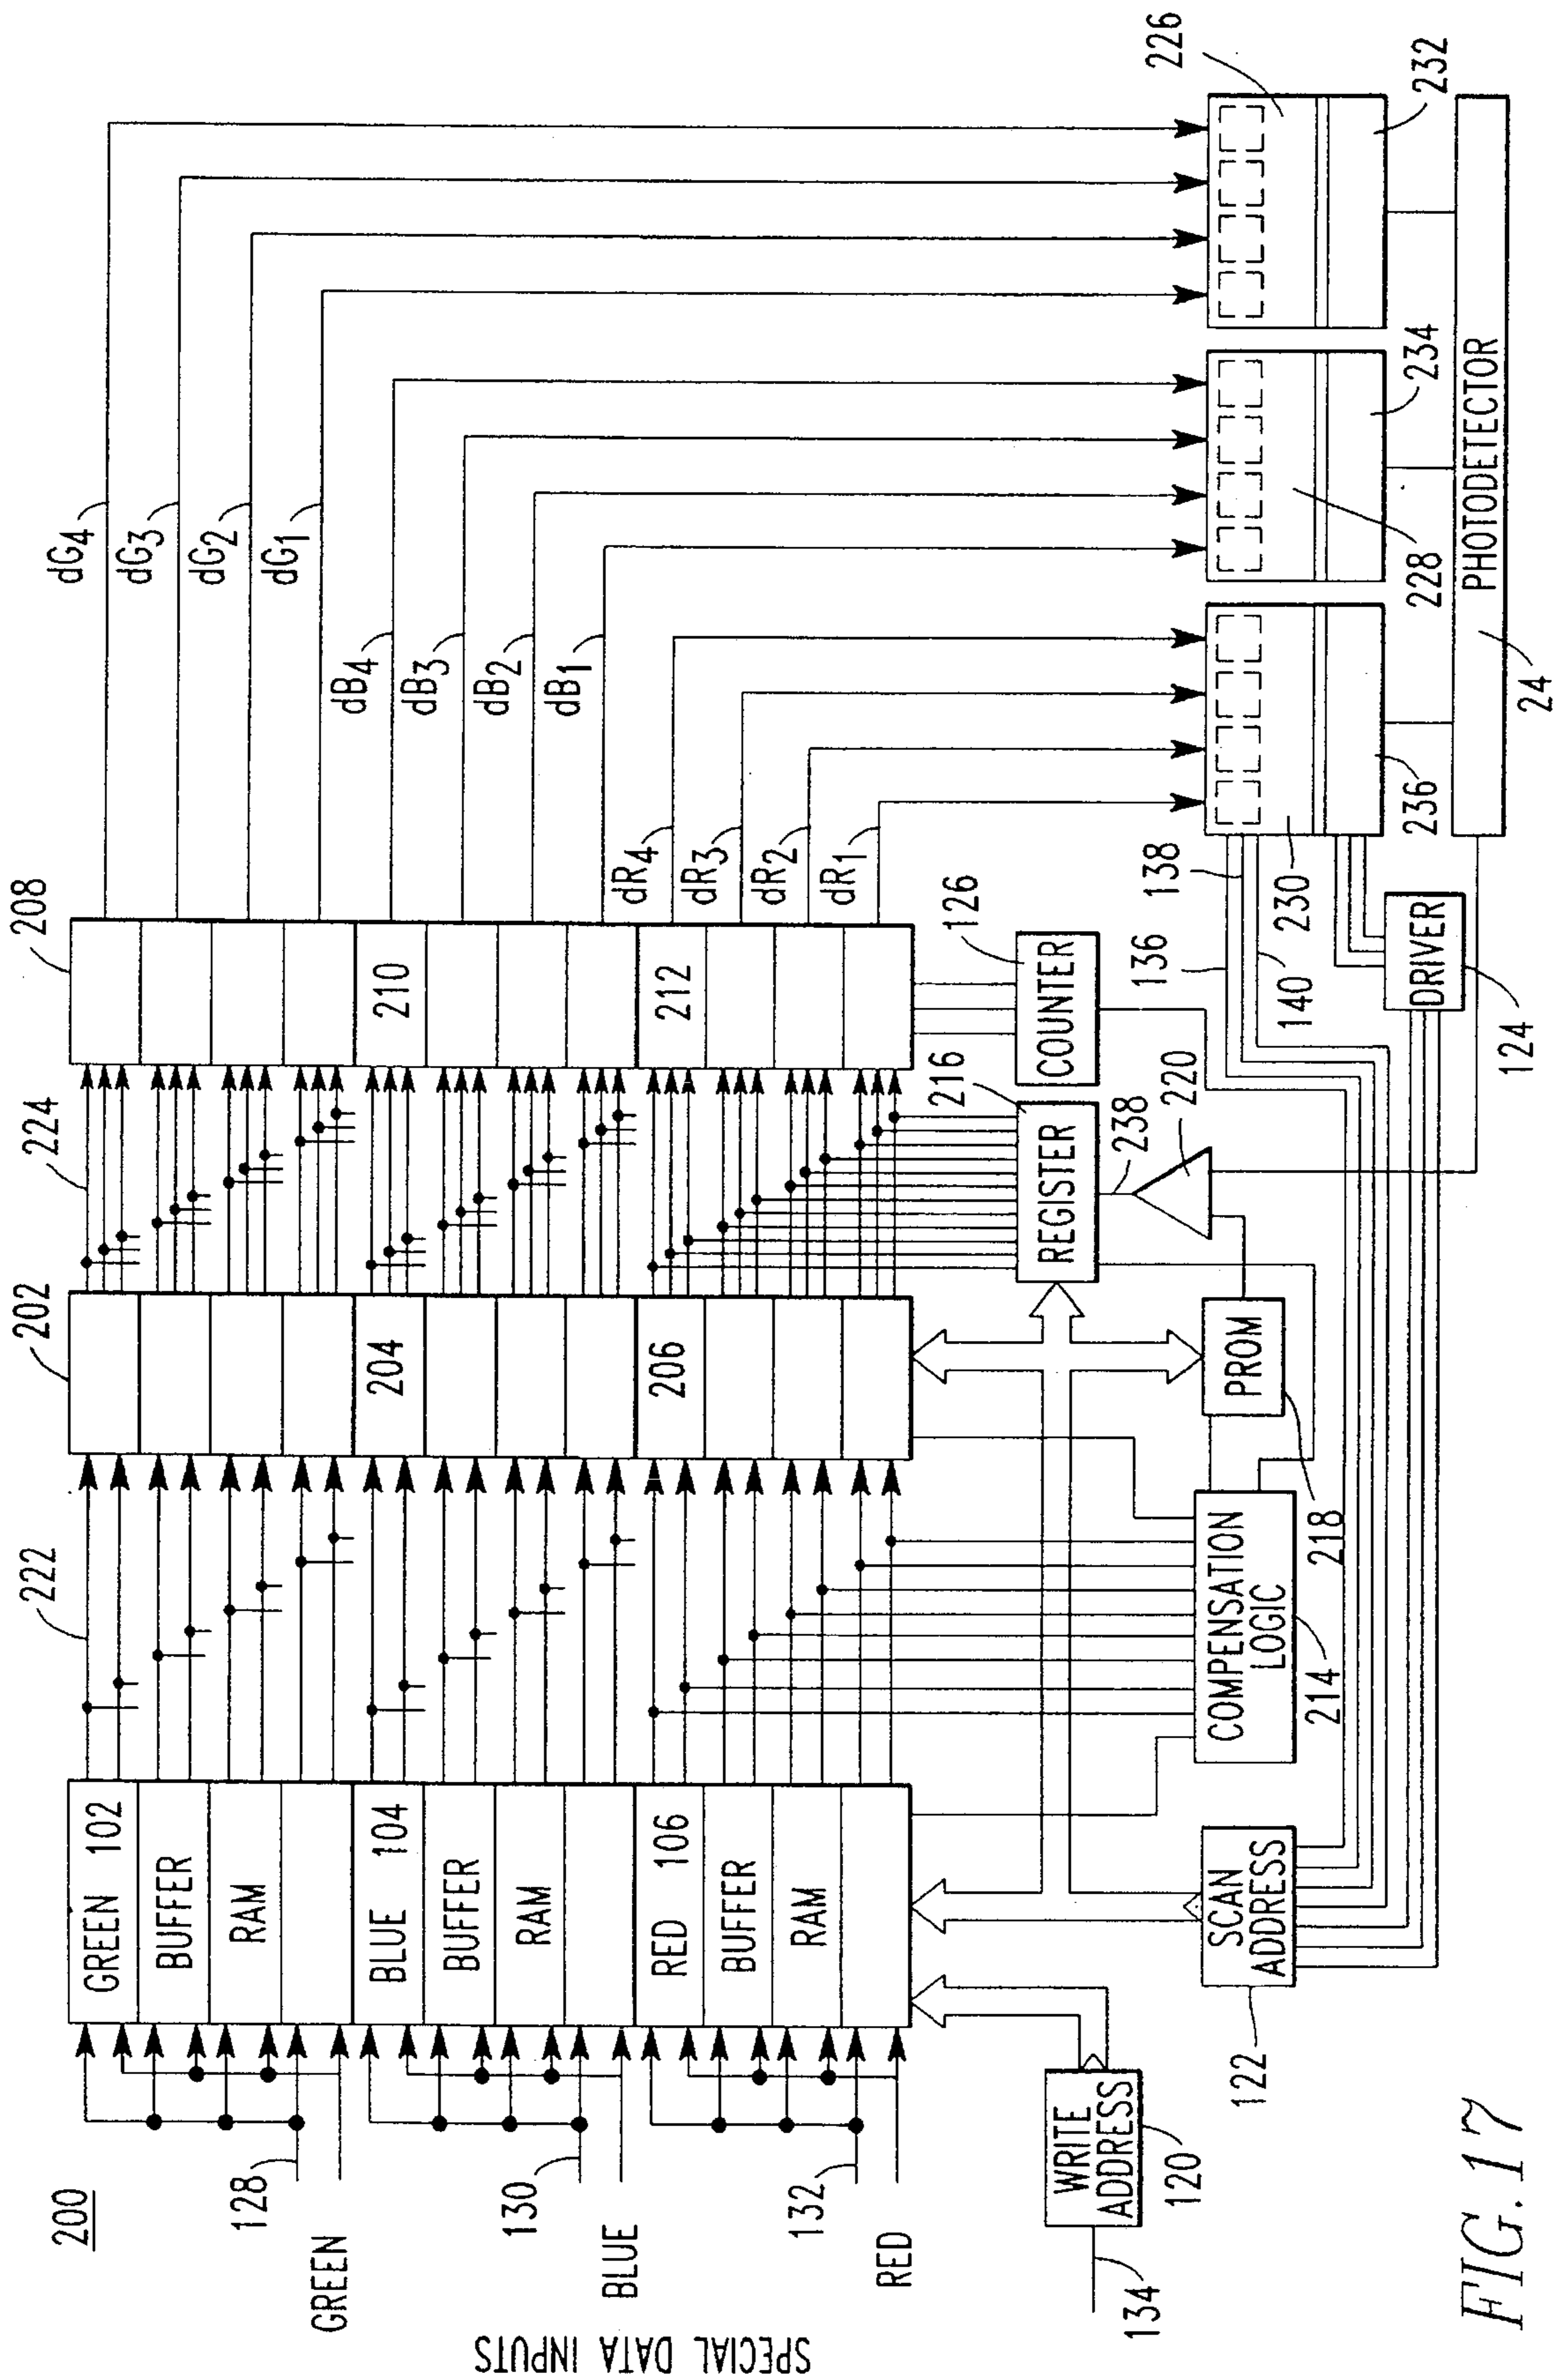 200
SPECIAL DATA INPUTS
GREEN
128
BLUE
130
RED
132
134
WRITE
ADDRESS
120
GREEN 102
BUFFER
RAM
BLUE 104
BUFFER
RAM
RED 106
BUFFER
RAM
SCAN
ADDRESS
122
222
COMPENSATION
LOGIC
214
202
204
206
PROM
218
224
REGISTER
216
238
220
208
210
212
COUNTER
126
dG4
dG3
dG2
dG1
dB4
dB3
dB2
dB1
dR4
dR3
dR2
dR1
136
138
140
230
DRIVER
124
236
228
234
226
232
PHOTODETECTOR
24
FIG. 17